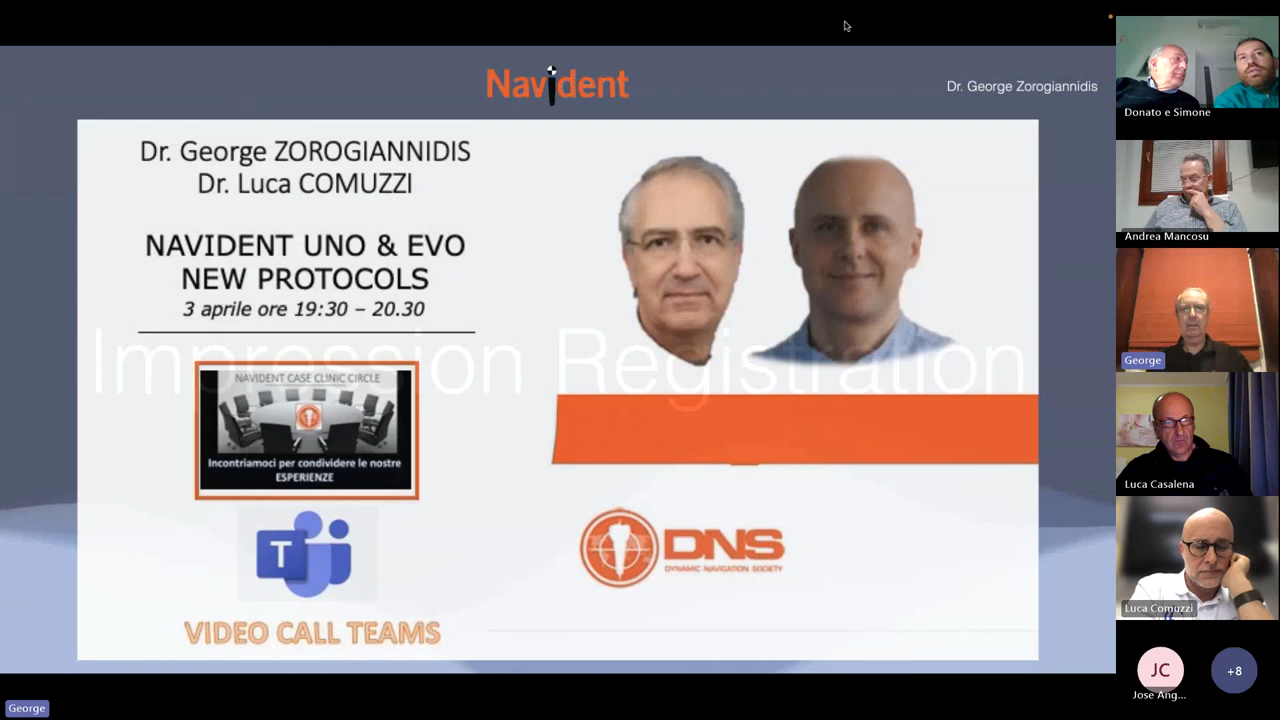 Navident
Dr. George Zorogiannidis
Dr. George ZOROGIANNIDIS
Dr. Luca COMUZZI
NAVIDENT UNO & EVO
NEW PROTOCOLS
3 aprile ore 19:30 – 20.30
Impression Registration
NAVIDENT CASE CLINIC CIRCLE
Incontriamoci per condividere le nostre
ESPERIENZE
T
VIDEO CALL TEAMS
DNS
DYNAMIC NAVIGATION SOCIETY
Donato e Simone
Andrea Mancosu
George
Luca Casalena
Luca Comuzzi
JC
Jose Ang...
+8
George